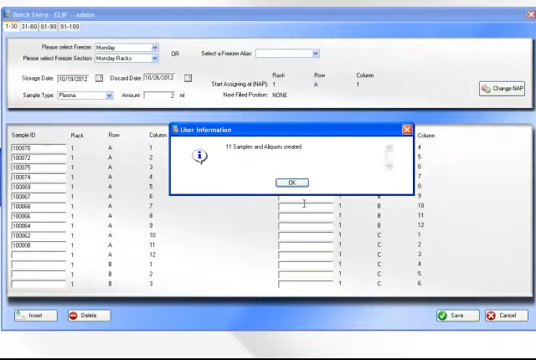 Batch Entry - CLIP -- admin
1-30 31-60 61-90 91-100
Please select Freezer: Monday
OR
Select a Freezer Alias:
Please select Freezer Section: Monday Racks
Storage Date: 10/19/2012 Discard Date: 10/26/2012
Rack Row Column
Start Assigning at (NAP): 1 A 1
Change NAP
Sample Type: Plasma Amount: 2 ml Next Filled Position: NONE
User Information
11 Samples and Aliquots created
OK
Sample ID Rack Row Column Column
100070 1 A 1 4
100072 1 A 2 5
100075 1 A 3 6
100074 1 A 4 7
100069 1 A 5 8
100067 1 A 6 1 B 9
100068 1 A 7 1 B 10
100066 1 A 8 1 B 11
100064 1 A 9 1 B 12
100062 1 A 10 1 C 1
100008 1 A 11 1 C 2
1 A 12 1 C 3
1 B 1 1 C 4
1 B 2 1 C 5
1 B 3 1 C 6
Insert Delete Save Cancel